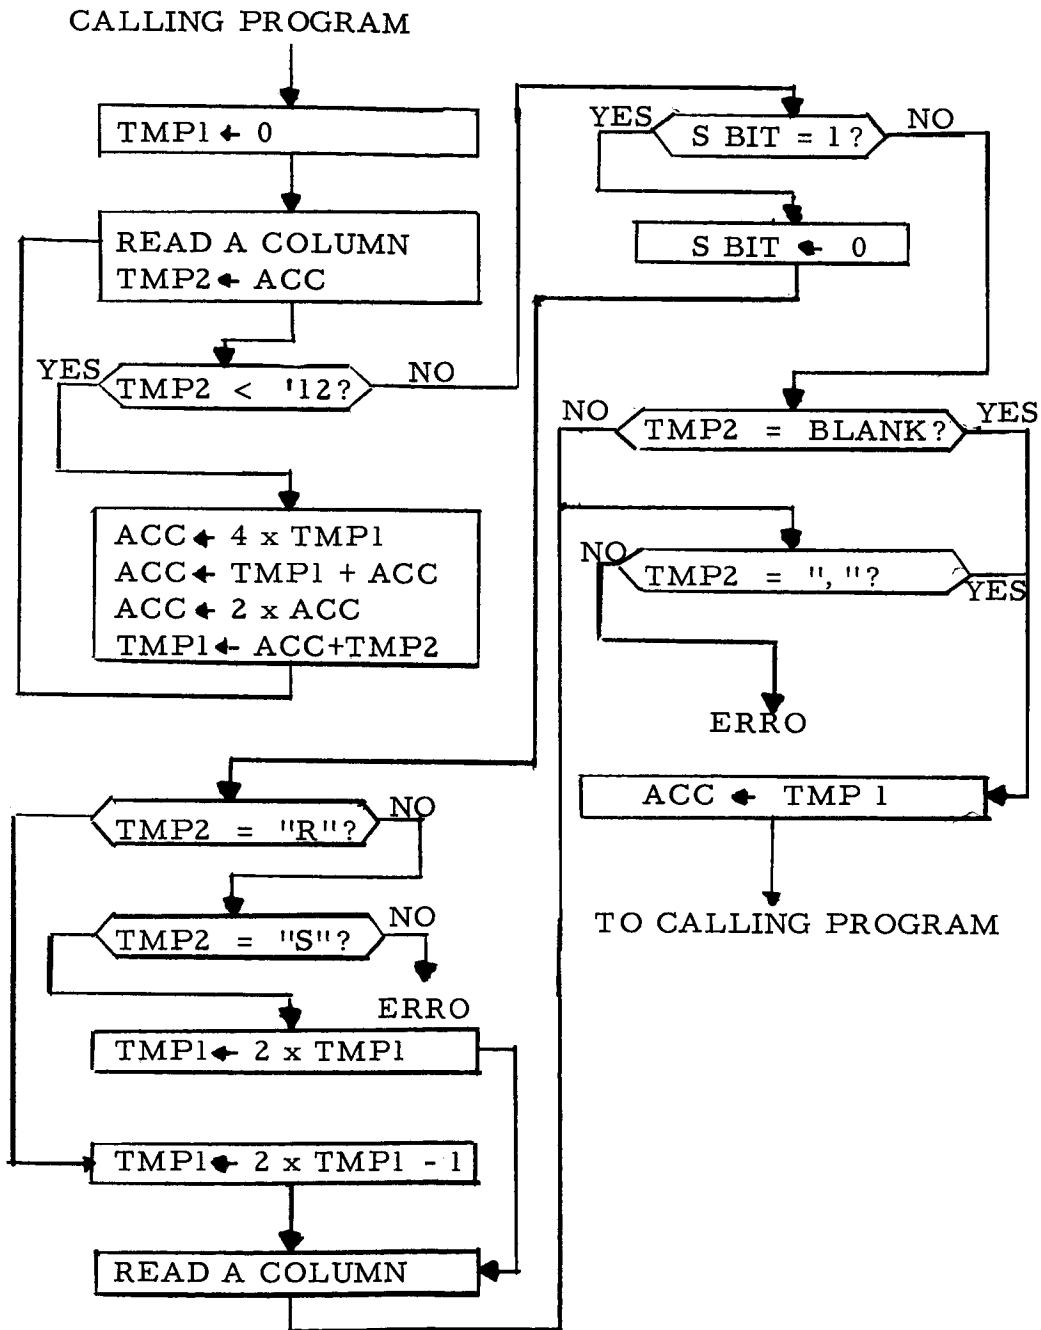 CALLING PROGRAM
TMP1 ← 0
READ A COLUMN
TMP2 ← ACC
YES
TMP2 < '12?
NO
ACC ← 4 x TMP1
ACC ← TMP1 + ACC
ACC ← 2 x ACC
TMP1 ← ACC+TMP2
YES
S BIT = 1?
NO
S BIT ← 0
NO
TMP2 = BLANK?
YES
NO
TMP2 = ","?
YES
ERRO
ACC ← TMP 1
TO CALLING PROGRAM
TMP2 = "R"?
NO
TMP2 = "S"?
NO
ERRO
TMP1 ← 2 x TMP1
TMP1 ← 2 x TMP1 - 1
READ A COLUMN